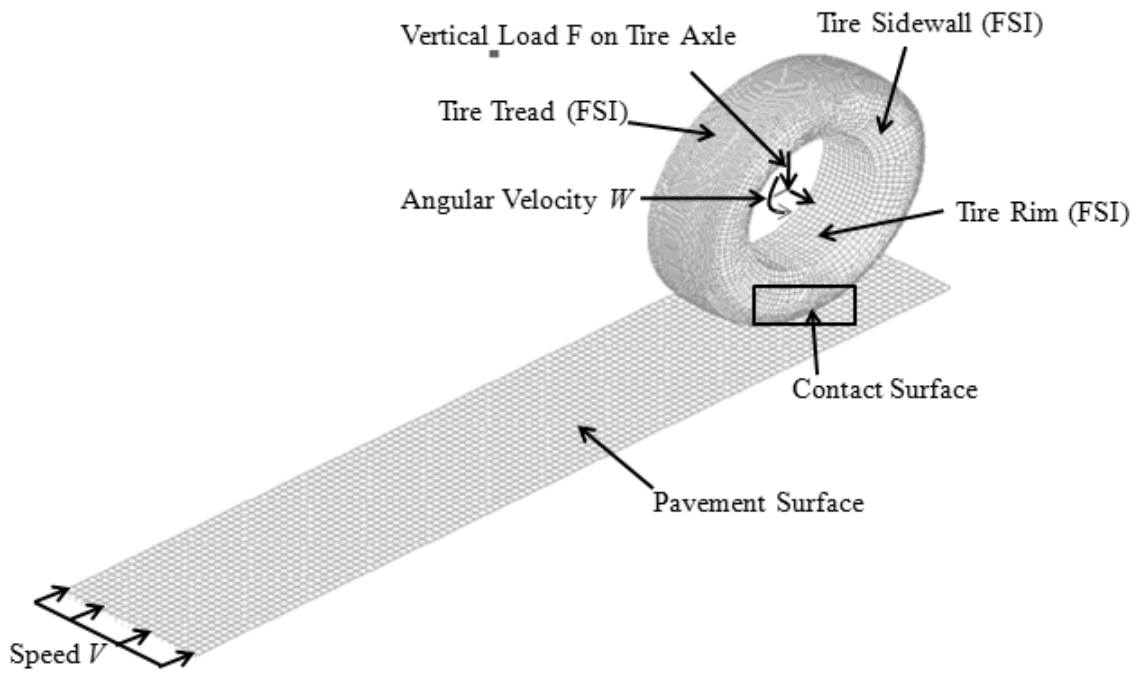 Vertical Load F on Tire Axle
Tire Sidewall (FSI)
Tire Tread (FSI)
Angular Velocity W
Tire Rim (FSI)
Contact Surface
Pavement Surface
Speed V